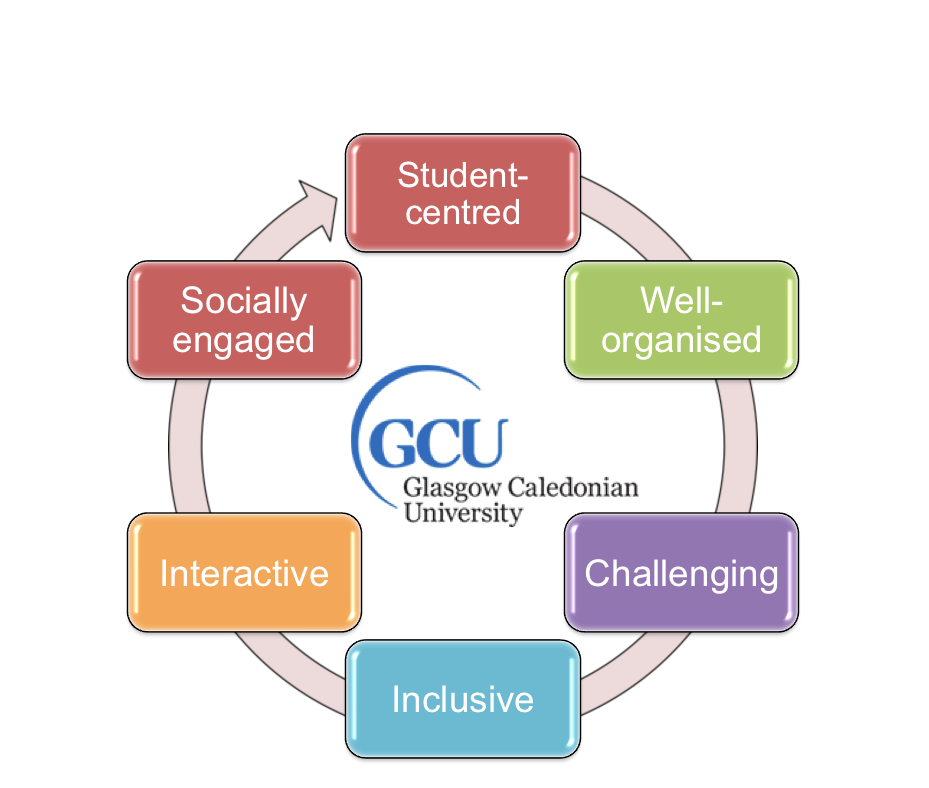 Student-
centred
Socially
engaged
Well-
organised
GCU
Glasgow Caledonian
University
Interactive
Challenging
Inclusive